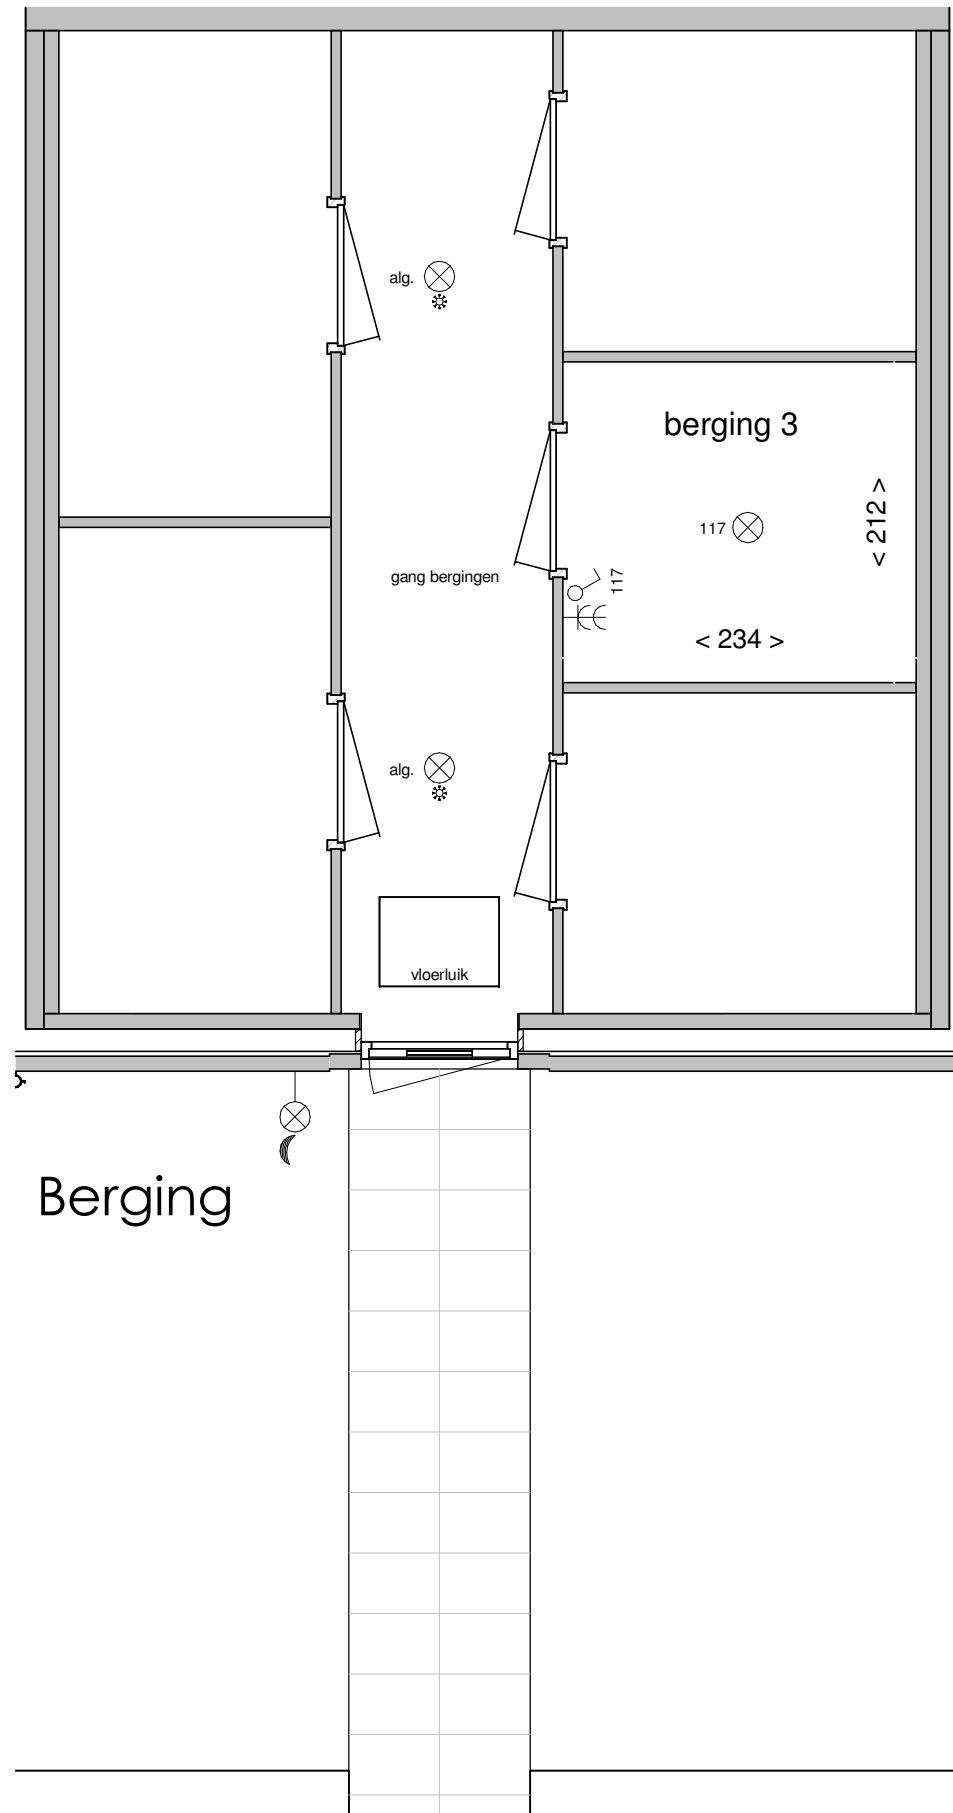 alg.
berging 3
117
< 212 >
gang bergingen
117
< 234 >
alg.
vloerluik
Berging